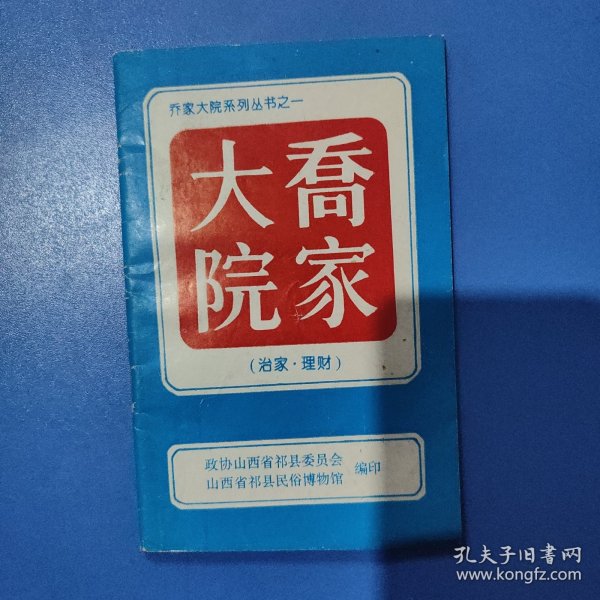 乔家大院系列丛书之一
喬家
大院
(治家·理财)
政协山西省祁县委员会
山西省祁县民俗博物馆
编印
孔夫子旧书网
www.kongfz.com